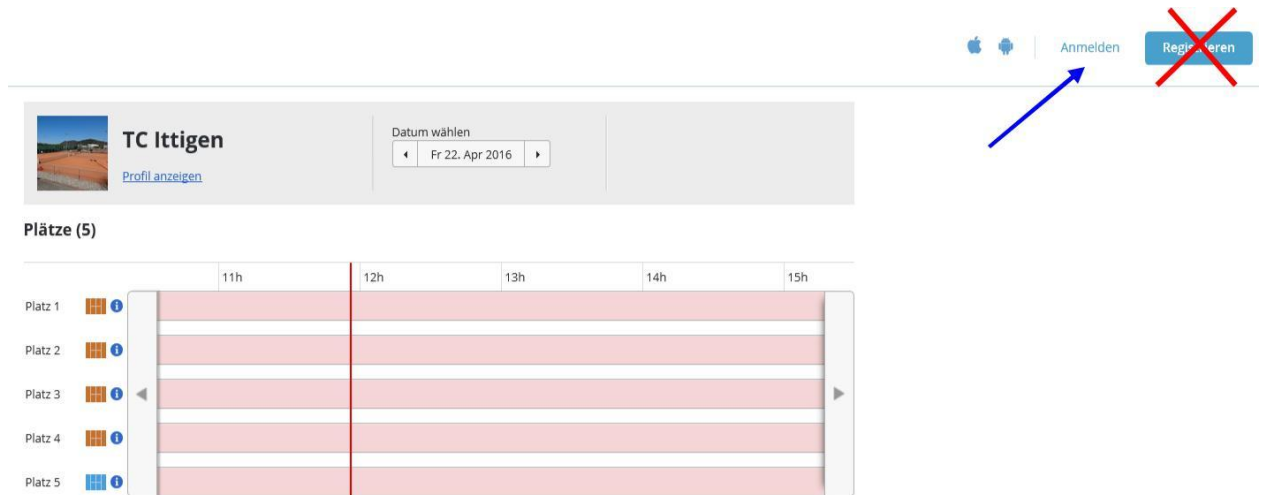 Anmelden
Registrieren
TC Ittigen
Profil anzeigen
Datum wählen
Fr 22. Apr 2016
Plätze (5)
11h 12h 13h 14h 15h
Platz 1
Platz 2
Platz 3
Platz 4
Platz 5